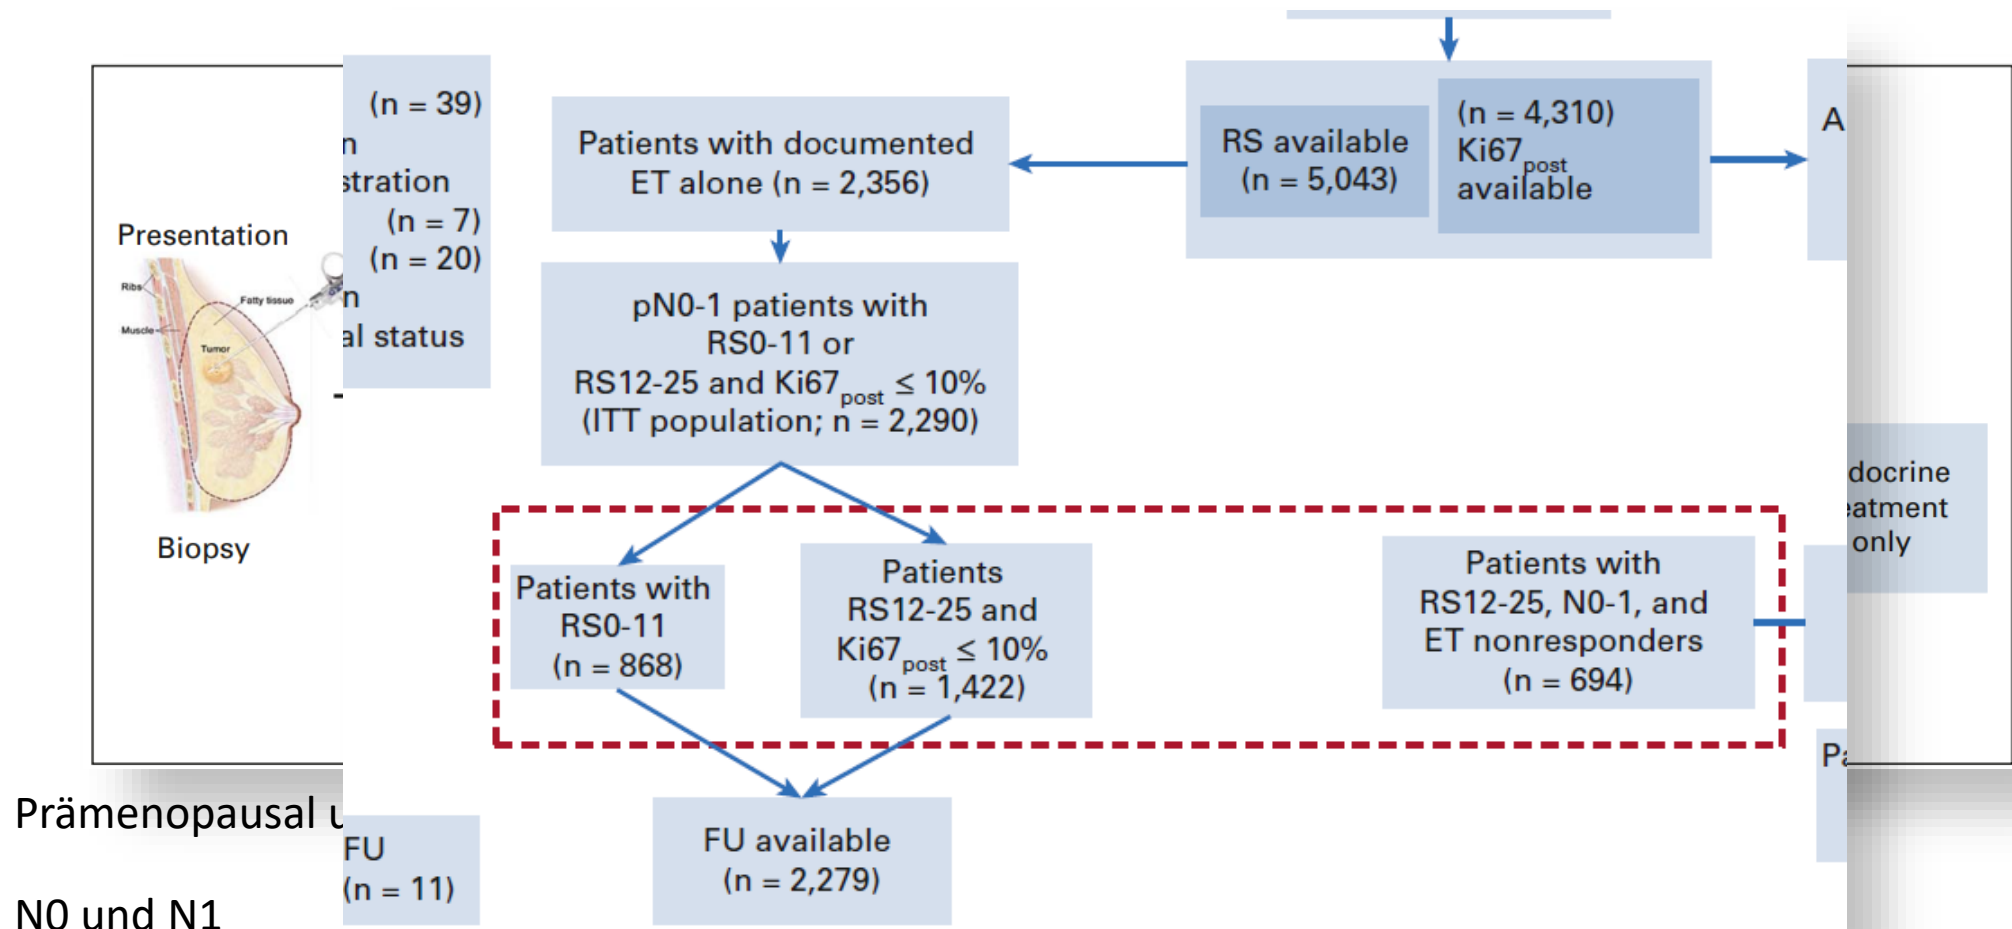 Presentation
Ribs
Fatty tissue
Muscle
Tumor
Biopsy
(n = 39)
n
stration
(n = 7)
(n = 20)
n
al status
Patients with documented
ET alone (n = 2,356)
RS available
(n = 5,043)
(n = 4,310)
Ki67post
available
A
pN0-1 patients with
RS0-11 or
RS12-25 and Ki67post ≤ 10%
(ITT population; n = 2,290)
Patients with
RS0-11
(n = 868)
Patients
RS12-25 and
Ki67post ≤ 10%
(n = 1,422)
Patients with
RS12-25, N0-1, and
ET nonresponders
(n = 694)
docrine
eatment
only
Pa
Prämenopausal u
N0 und N1
FU
(n = 11)
FU available
(n = 2,279)